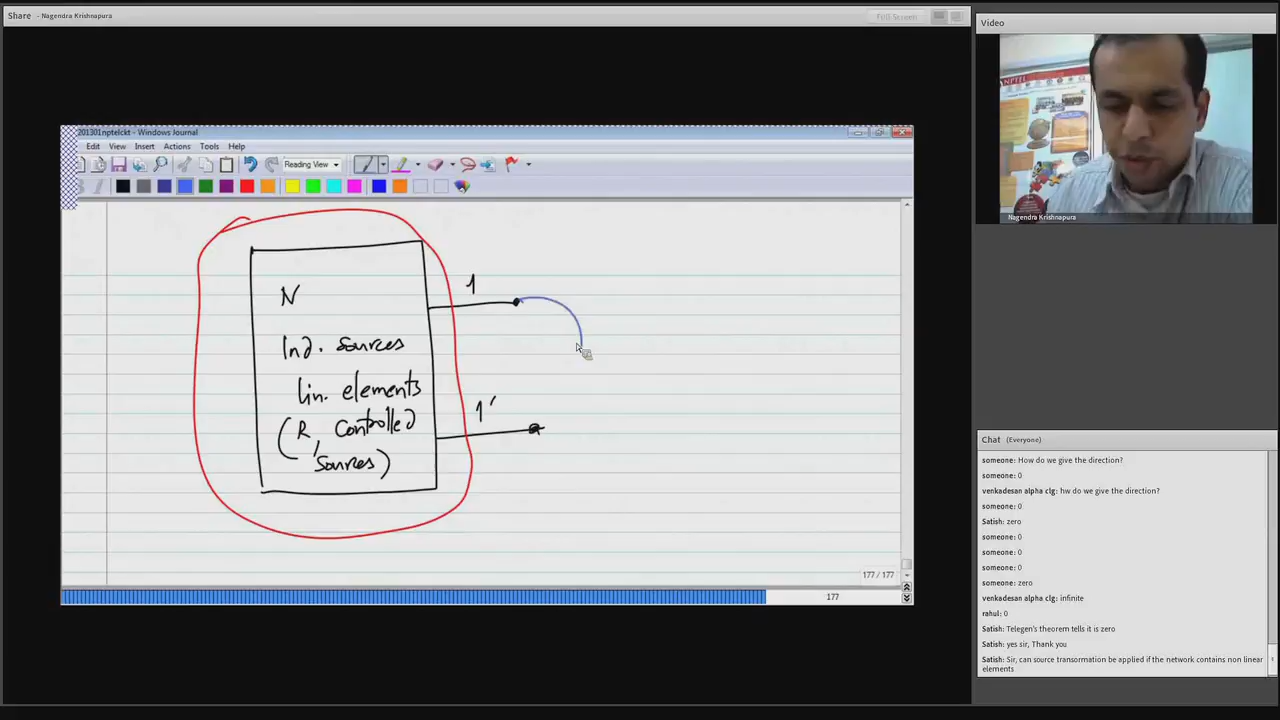 Share - Nagendra Krishnapura
Full Screen
Video
NPTEL
Nagendra Krishnapura
201301nptelckt - Windows Journal
Edit View Insert Actions Tools Help
Reading View
N
Ind. sources
Lin. elements
(R, Controlled
Sources)
1
1'
177 / 177
177
Chat (Everyone)
someone: How do we give the direction?
someone: 0
venkadesan alpha clg: hw do we give the direction?
someone: 0
Satish: zero
someone: 0
someone: 0
someone: 0
someone: zero
venkadesan alpha clg: infinite
rahul: 0
Satish: Telegen's theorem tells it is zero
Satish: yes sir, Thank you
Satish: Sir, can source transormation be applied if the network contains non linear
elements